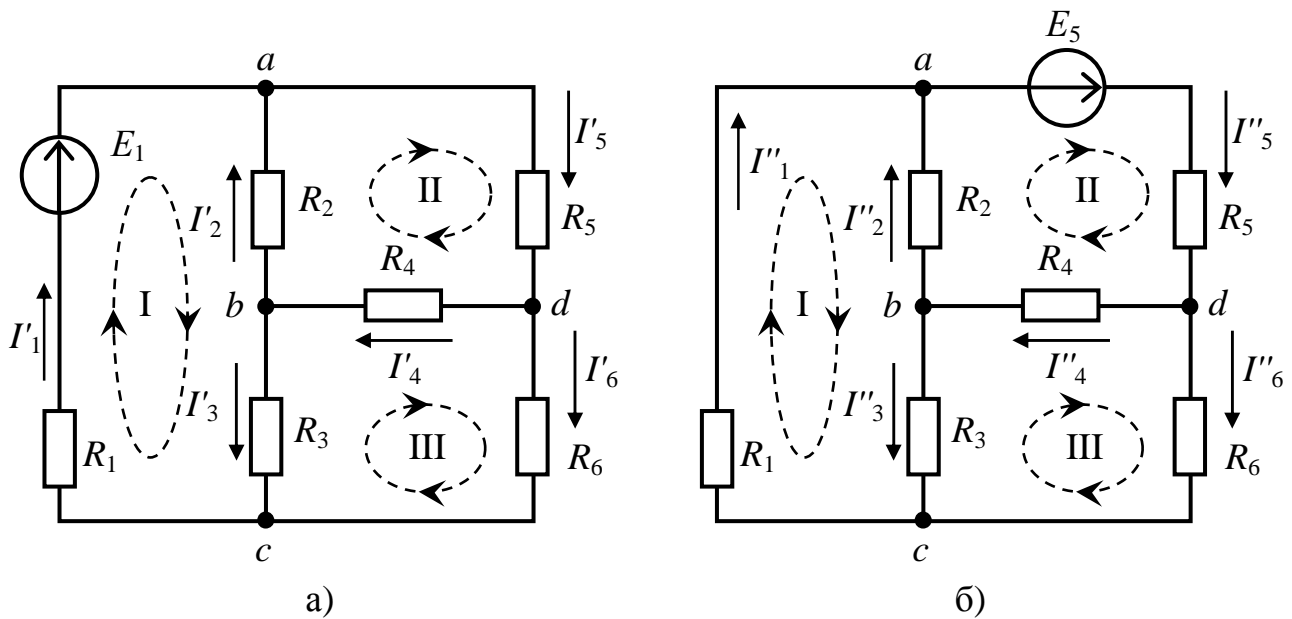 a
E₁
I'₅
I'₂
R₂
II
R₅
R₄
I
b
d
I'₁
I'₄
I'₆
I'₃
R₃
III
R₁
R₆
c
а)
E₅
a
I''₁
I''₅
I''₂
R₂
II
R₅
R₄
I
b
d
I''₄
I''₆
I''₃
R₃
III
R₁
R₆
c
б)